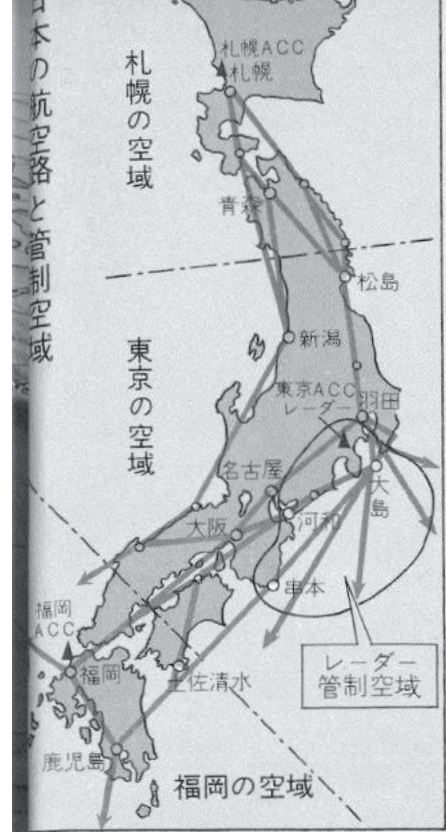 日本の航空路と管制空域
札幌の空域
札幌ACC
札幌
青森
松島
新潟
東京の空域
東京ACC
レーダー
羽田
名古屋
大島
大阪
河和
串本
福岡
ACC
福岡
土佐清水
レーダー
管制空域
鹿児島
福岡の空域